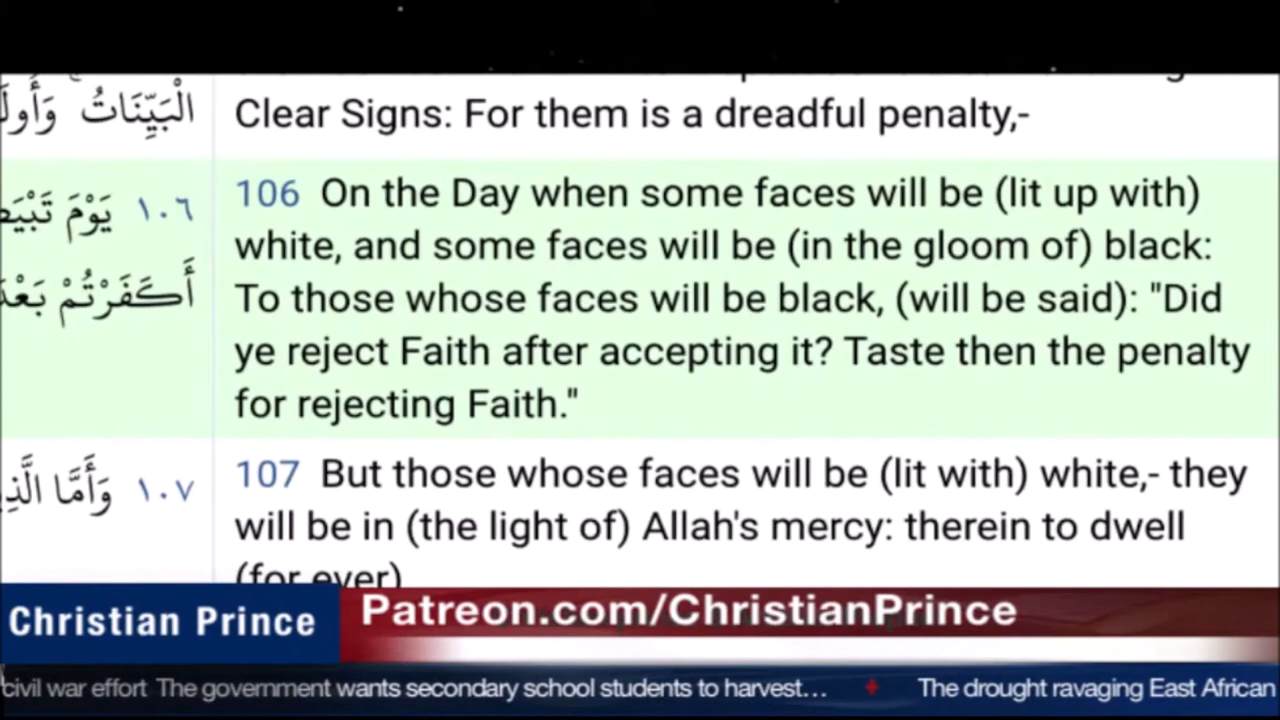 الْبَيِّنَاتُ ۚ
Clear Signs: For them is a dreadful penalty,-
١٠٦ يَوْمَ
106 On the Day when some faces will be (lit up with)
white, and some faces will be (in the gloom of) black:
أَكَفَرْتُمْ
To those whose faces will be black, (will be said): "Did
ye reject Faith after accepting it? Taste then the penalty
for rejecting Faith."
١٠٧ وَأَمَّا
107 But those whose faces will be (lit with) white,- they
will be in (the light of) Allah's mercy: therein to dwell
(for ever)
Christian Prince
Patreon.com/ChristianPrince
civil war effort The government wants secondary school students to harvest... The drought ravaging East African